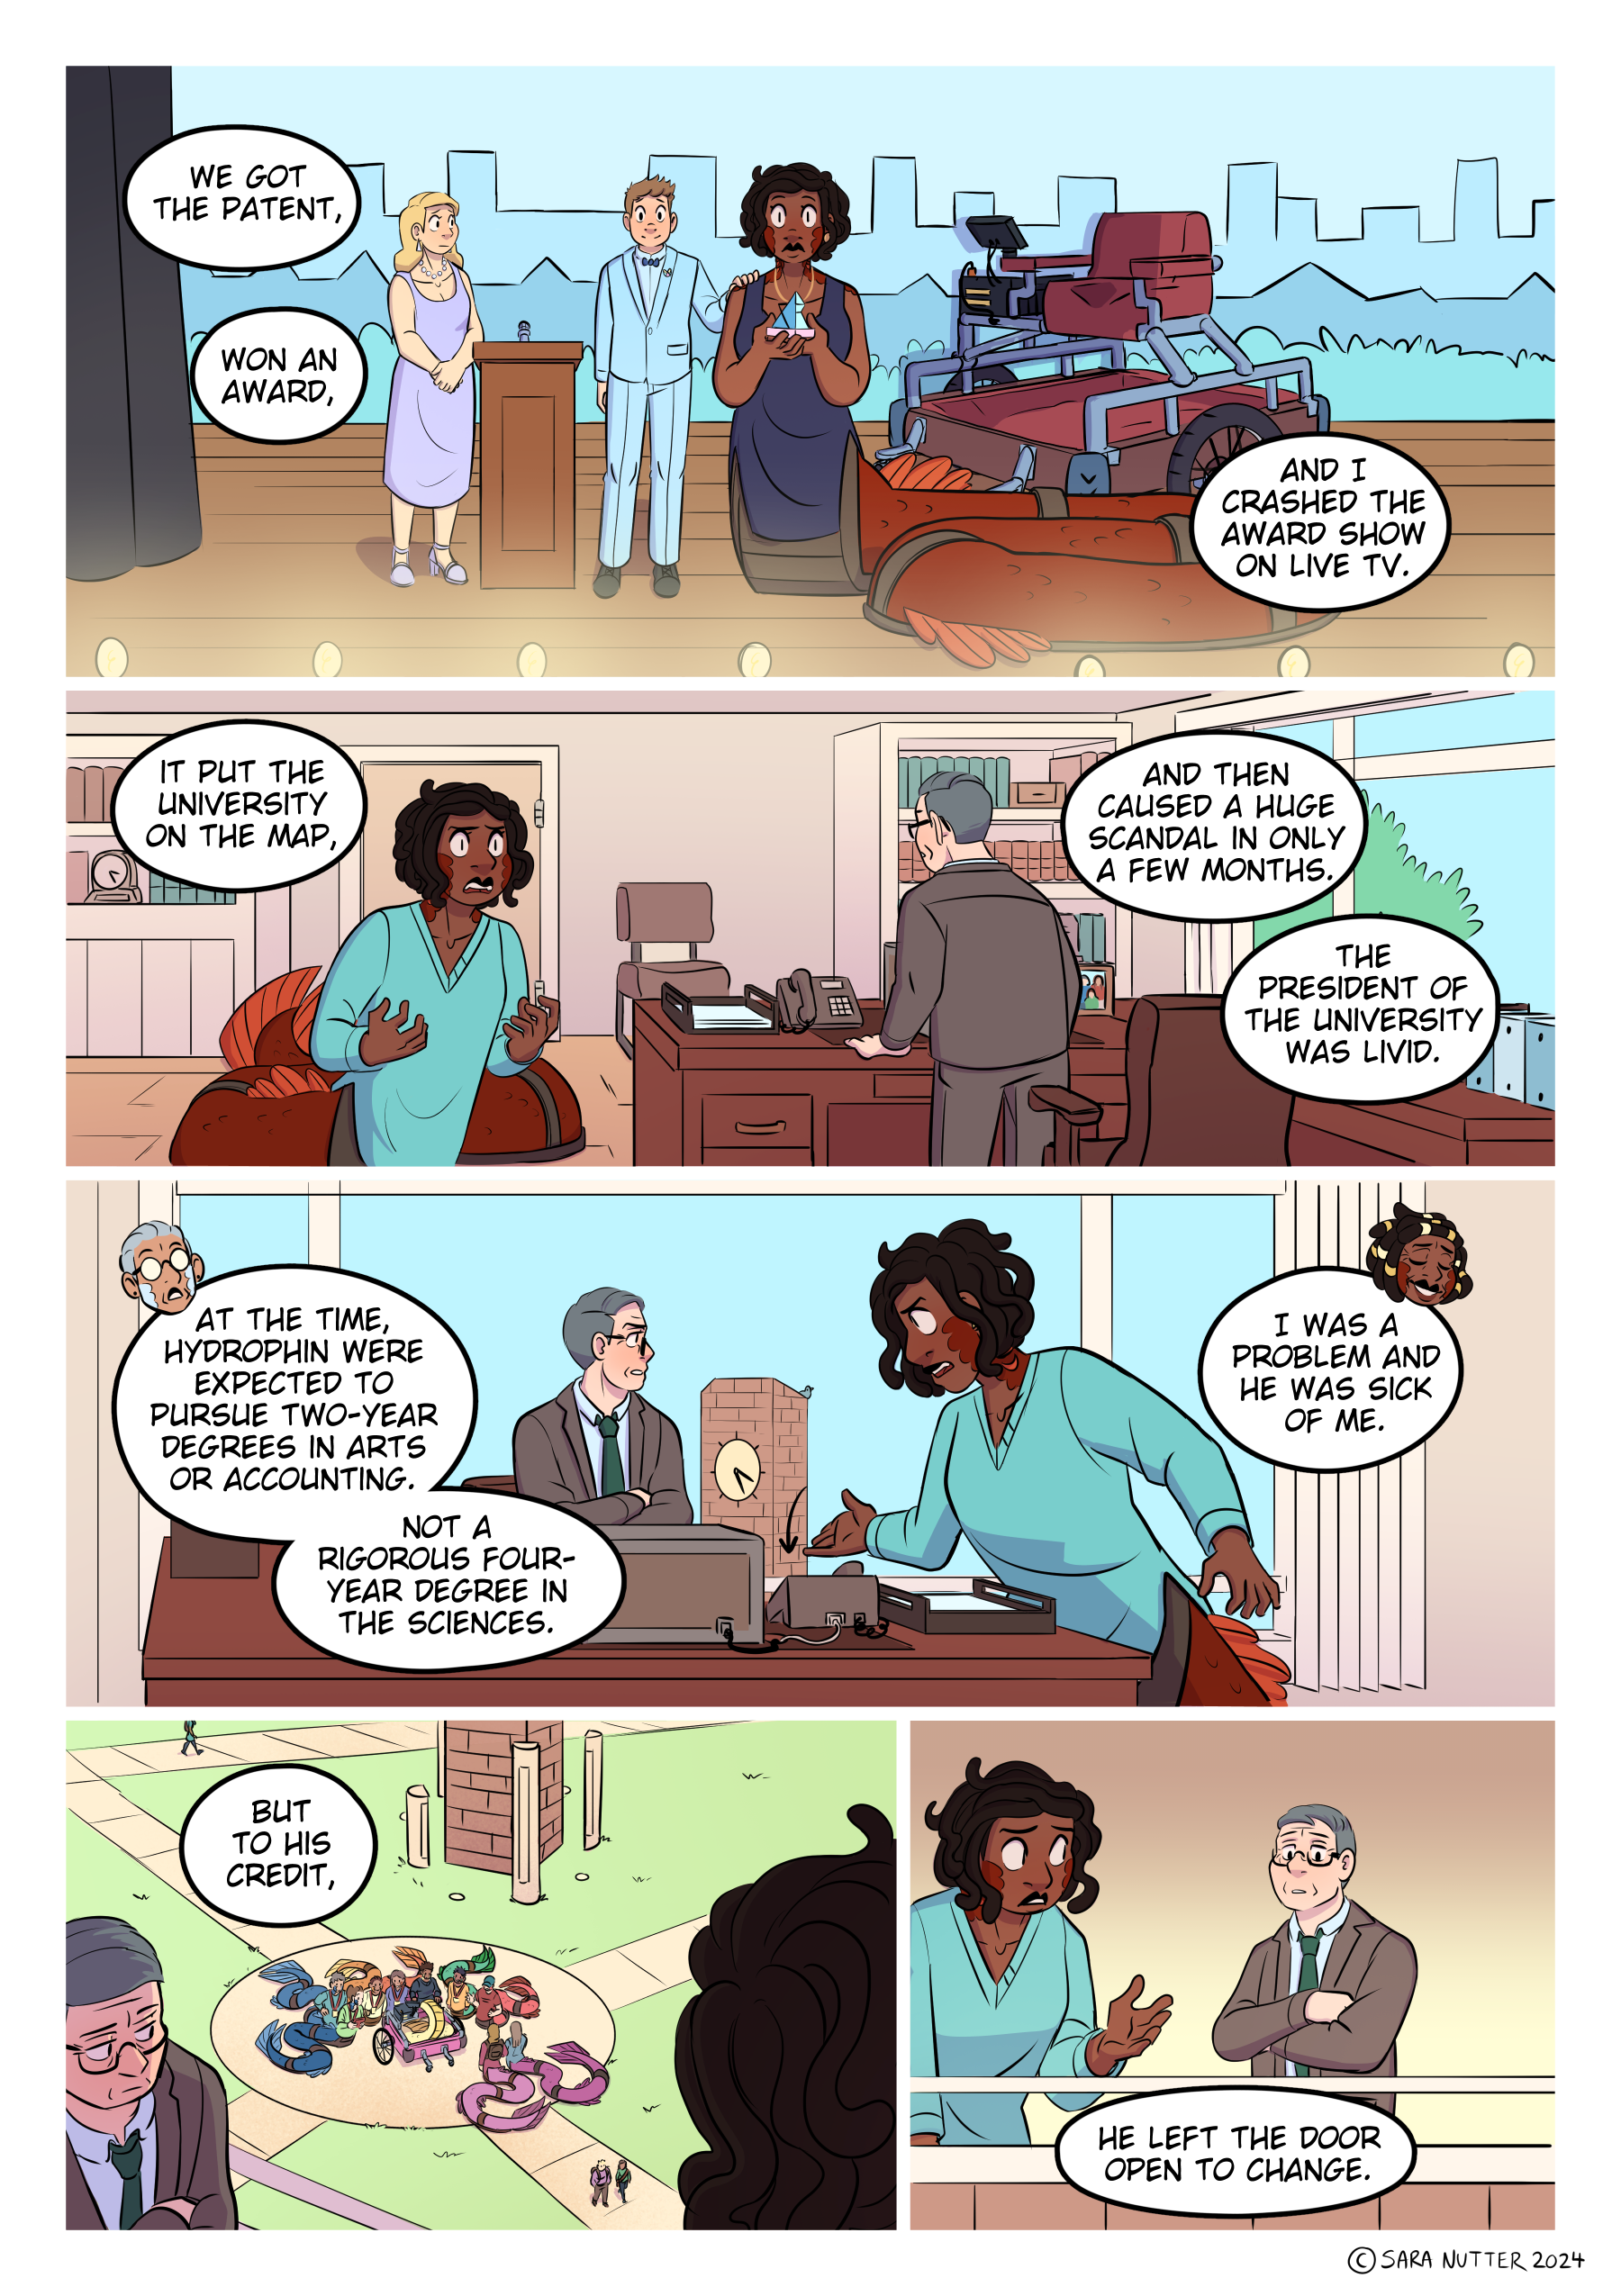 WE GOT
THE PATENT,
WON AN
AWARD,
AND I
CRASHED THE
AWARD SHOW
ON LIVE TV.
IT PUT THE
UNIVERSITY
ON THE MAP,
AND THEN
CAUSED A HUGE
SCANDAL IN ONLY
A FEW MONTHS.
THE
PRESIDENT OF
THE UNIVERSITY
WAS LIVID.
AT THE TIME,
HYDROPHIN WERE
EXPECTED TO
PURSUE TWO-YEAR
DEGREES IN ARTS
OR ACCOUNTING.
NOT A
RIGOROUS FOUR-
YEAR DEGREE IN
THE SCIENCES.
I WAS A
PROBLEM AND
HE WAS SICK
OF ME.
BUT
TO HIS
CREDIT,
HE LEFT THE DOOR
OPEN TO CHANGE.
© SARA NUTTER 2024